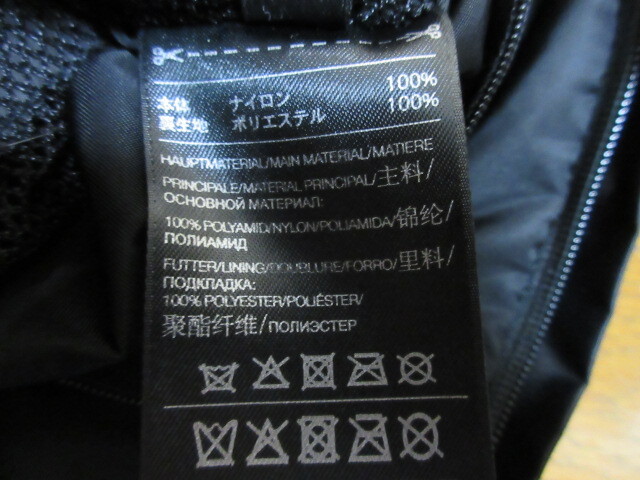 100%
本体 ナイロン 100%
裏生地 ポリエステル
HAUPTMATERIAL/MAIN MATERIAL/MATIERE
PRINCIPALE/MATERIAL PRINCIPAL/主料/
ОСНОВНОЙ МАТЕРИАЛ:
100% POLYAMID/NYLON/POLIAMIDA/锦纶/
ПОЛИАМИД
FUTTER/LINING/DOUBLURE/FORRO/里料/
ПОДКЛАДКА:
100% POLYESTER/POLIÉSTER/
聚酯纤维/ПОЛИЭСТЕР